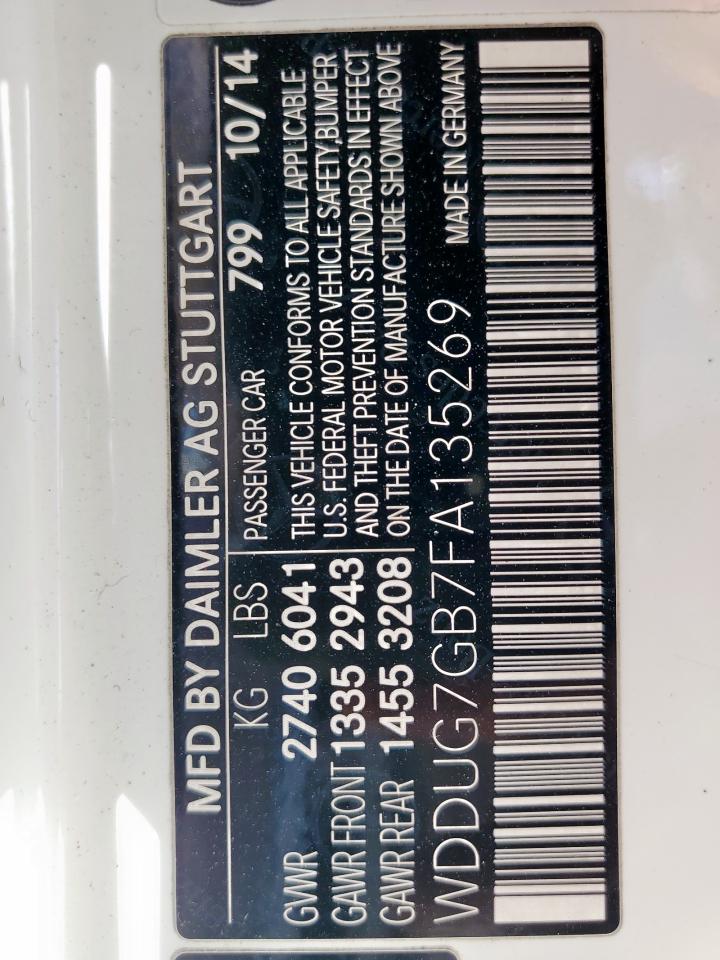 MFD BY DAIMLER AG STUTTGART
KG LBS PASSENGER CAR 799 10/14
GVWR 2740 6041
GAWR FRONT 1335 2943
GAWR REAR 1455 3208
THIS VEHICLE CONFORMS TO ALL APPLICABLE
U.S. FEDERAL MOTOR VEHICLE SAFETY,BUMPER
AND THEFT PREVENTION STANDARDS IN EFFECT
ON THE DATE OF MANUFACTURE SHOWN ABOVE
WDDUG7GB7FA135269 MADE IN GERMANY